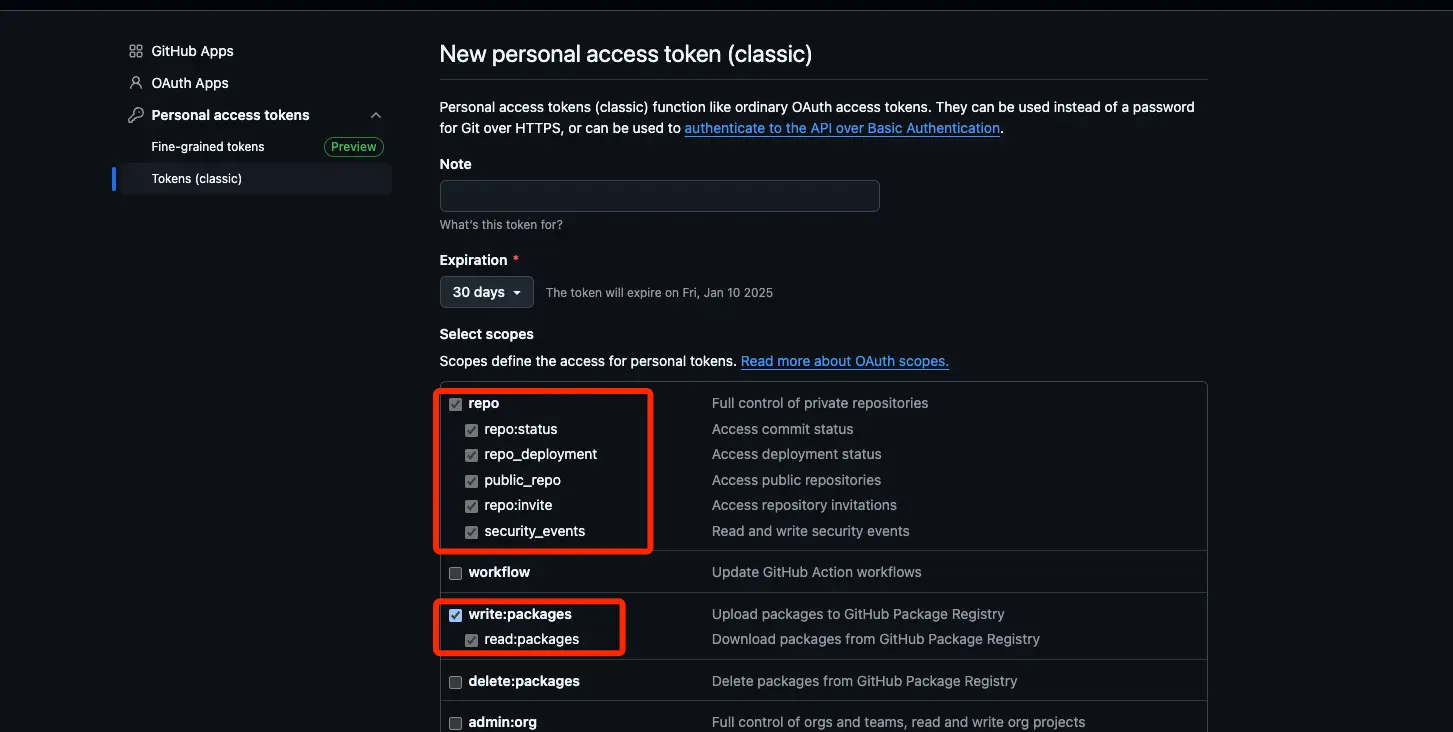 GitHub Apps
OAuth Apps
Personal access tokens
Fine-grained tokens Preview
Tokens (classic)
New personal access token (classic)
Personal access tokens (classic) function like ordinary OAuth access tokens. They can be used instead of a password
for Git over HTTPS, or can be used to authenticate to the API over Basic Authentication.
Note
What's this token for?
Expiration *
30 days The token will expire on Fri, Jan 10 2025
Select scopes
Scopes define the access for personal tokens. Read more about OAuth scopes.
repo Full control of private repositories
repo:status Access commit status
repo_deployment Access deployment status
public_repo Access public repositories
repo:invite Access repository invitations
security_events Read and write security events
workflow Update GitHub Action workflows
write:packages Upload packages to GitHub Package Registry
read:packages Download packages from GitHub Package Registry
delete:packages Delete packages from GitHub Package Registry
admin:org Full control of orgs and teams, read and write org projects